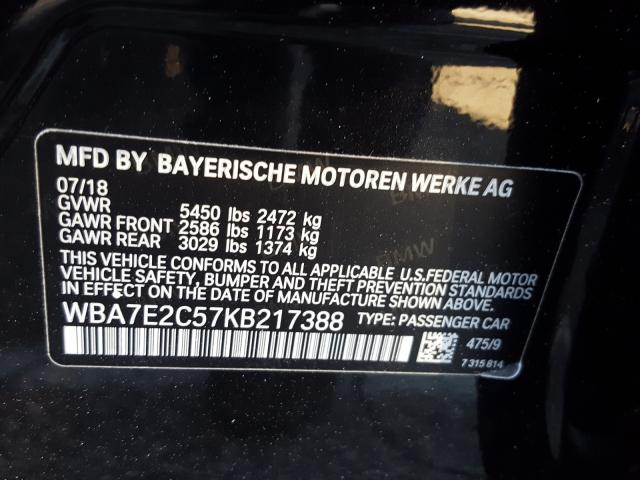 MFD BY BAYERISCHE MOTOREN WERKE AG
07/18
GVWR 5450 lbs 2472 kg
GAWR FRONT 2586 lbs 1173 kg
GAWR REAR 3029 lbs 1374 kg
THIS VEHICLE CONFORMS TO ALL APPLICABLE U.S.FEDERAL MOTOR
VEHICLE SAFETY, BUMPER AND THEFT PREVENTION STANDARDS
IN EFFECT ON THE DATE OF MANUFACTURE SHOWN ABOVE.
WBA7E2C57KB217388 TYPE: PASSENGER CAR
475/9
7 315 814
BMW